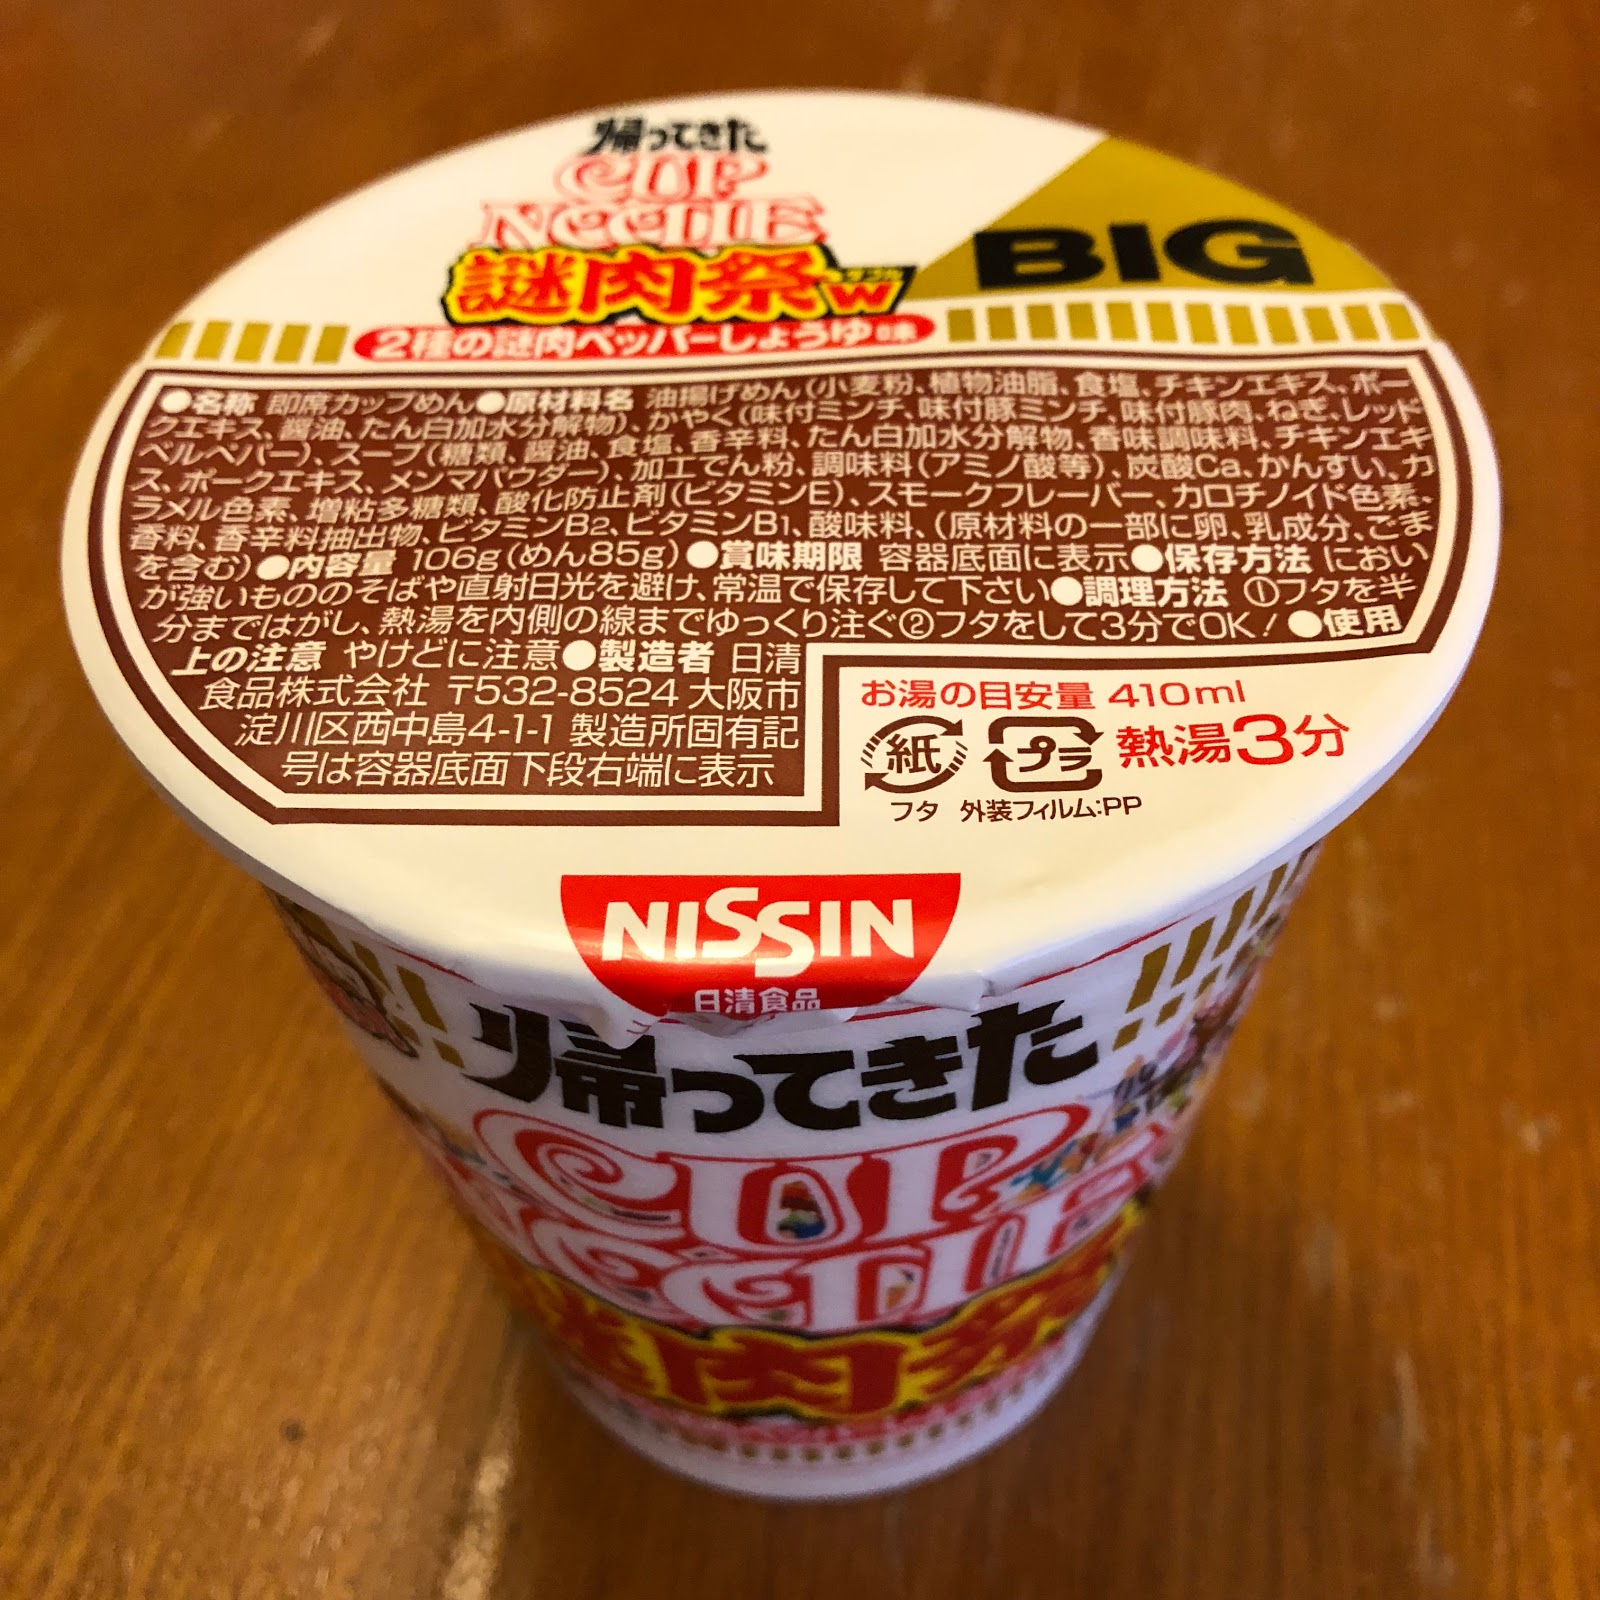 帰ってきた
CUP
NOODLE
BIG
謎肉祭W
ダブル
2種の謎肉ペッパーしょうゆ味
●名称 即席カップめん●原材料名 油揚げめん(小麦粉、植物油脂、食塩、チキンエキス、ポー
クエキス、醤油、たん白加水分解物)、かやく(味付ミンチ、味付豚ミンチ、味付豚肉、ねぎ、レッド
ベルペパー)、スープ(糖類、醤油、食塩、香辛料、たん白加水分解物、香味調味料、チキンエキ
ス、ポークエキス、メンマパウダー)、加工でん粉、調味料(アミノ酸等)、炭酸Ca、かんすい、カ
ラメル色素、増粘多糖類、酸化防止剤(ビタミンE)、スモークフレーバー、カロチノイド色素、
香料、香辛料抽出物、ビタミンB2、ビタミンB1、酸味料、(原材料の一部に卵、乳成分、ごま
を含む)●内容量 106g(めん85g)●賞味期限 容器底面に表示●保存方法 におい
が強いもののそばや直射日光を避け、常温で保存して下さい●調理方法 ①フタを半
分まではがし、熱湯を内側の線までゆっくり注ぐ②フタをして3分でOK!●使用
上の注意 やけどに注意●製造者 日清
食品株式会社 〒532-8524 大阪市
淀川区西中島4-1-1 製造所固有記
号は容器底面下段右端に表示
お湯の目安量 410ml
紙 プラ 熱湯3分
フタ 外装フィルム:PP
NISSIN
日清食品
帰ってきた
CUP
NOODLE
謎肉祭